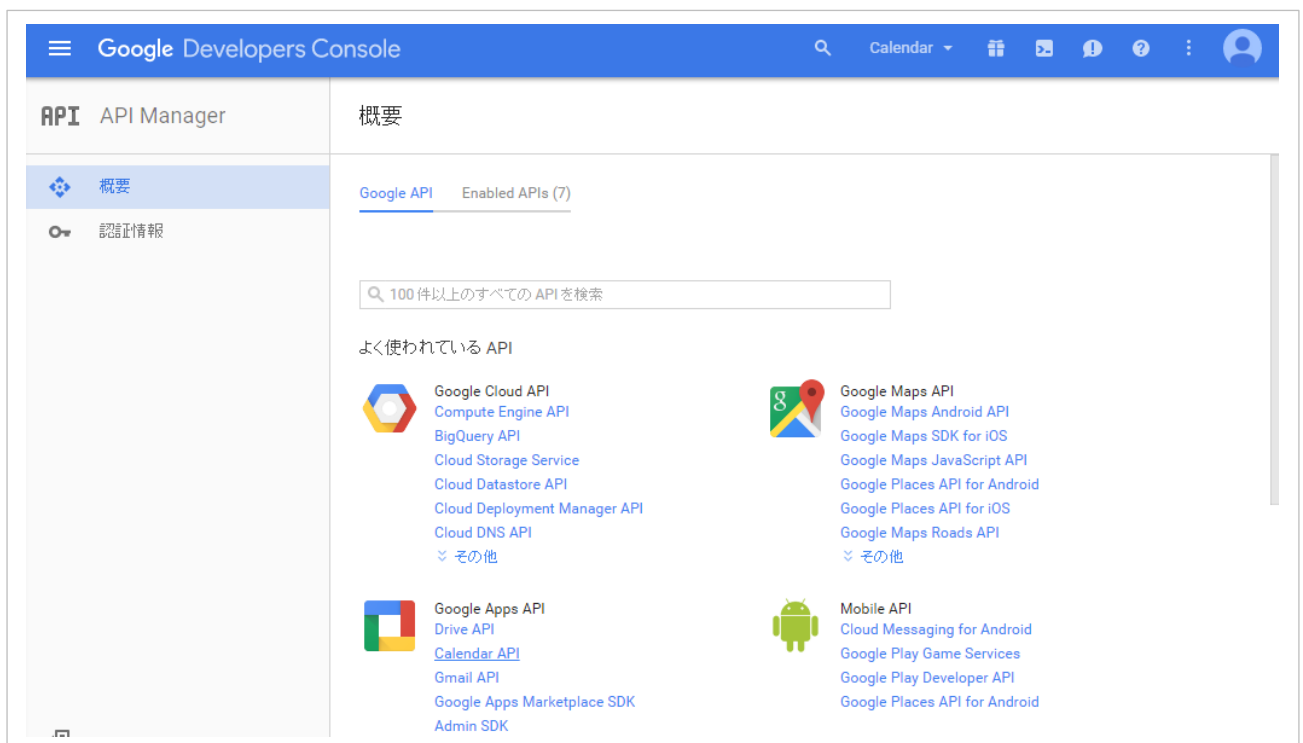 Google Developers Console
Calendar
API API Manager
概要
概要
認証情報
Google API Enabled APIs (7)
100 件以上のすべての API を検索
よく使われている API
Google Cloud API
Compute Engine API
BigQuery API
Cloud Storage Service
Cloud Datastore API
Cloud Deployment Manager API
Cloud DNS API
その他
Google Maps API
Google Maps Android API
Google Maps SDK for iOS
Google Maps JavaScript API
Google Places API for Android
Google Places API for iOS
Google Maps Roads API
その他
Google Apps API
Drive API
Calendar API
Gmail API
Google Apps Marketplace SDK
Admin SDK
Mobile API
Cloud Messaging for Android
Google Play Game Services
Google Play Developer API
Google Places API for Android